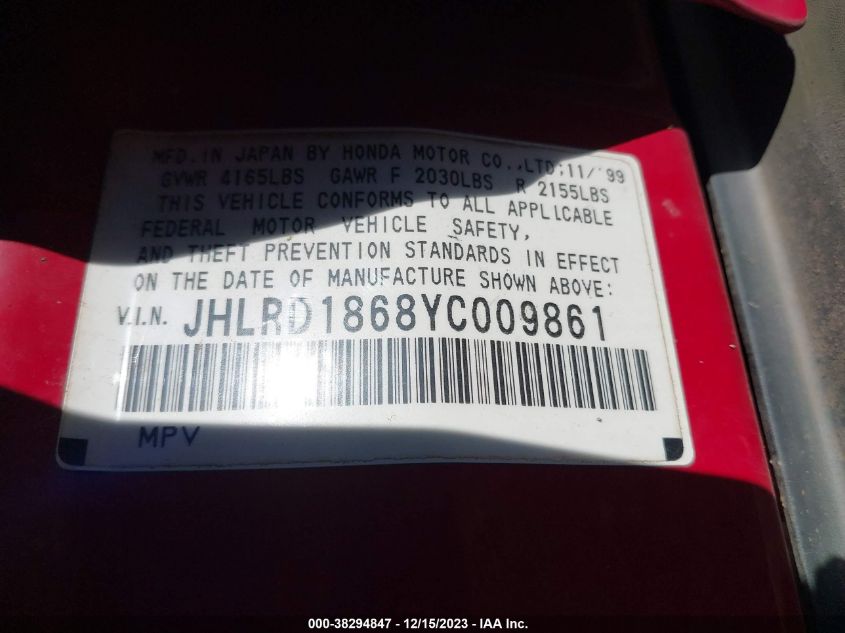 MFD. IN JAPAN BY HONDA MOTOR CO., LTD; 11/'99
GVWR 4165LBS GAWR F 2030LBS R 2155LBS
THIS VEHICLE CONFORMS TO ALL APPLICABLE
FEDERAL MOTOR VEHICLE SAFETY,
AND THEFT PREVENTION STANDARDS IN EFFECT
ON THE DATE OF MANUFACTURE SHOWN ABOVE:
V.I.N. JHLRD1868YC009861
MPV
000-38294847 - 12/15/2023 - IAA Inc.